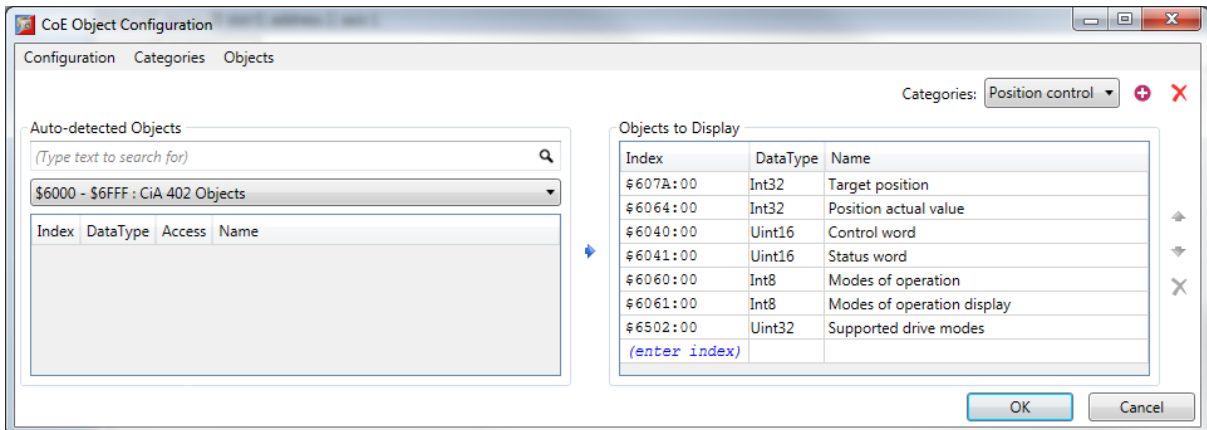 CoE Object Configuration
Configuration Categories Objects
Categories: Position control
Auto-detected Objects
(Type text to search for)
$6000 - $6FFF : CiA 402 Objects
Index DataType Access Name
Objects to Display
Index DataType Name
$607A:00 Int32 Target position
$6064:00 Int32 Position actual value
$6040:00 Uint16 Control word
$6041:00 Uint16 Status word
$6060:00 Int8 Modes of operation
$6061:00 Int8 Modes of operation display
$6502:00 Uint32 Supported drive modes
(enter index)
OK Cancel